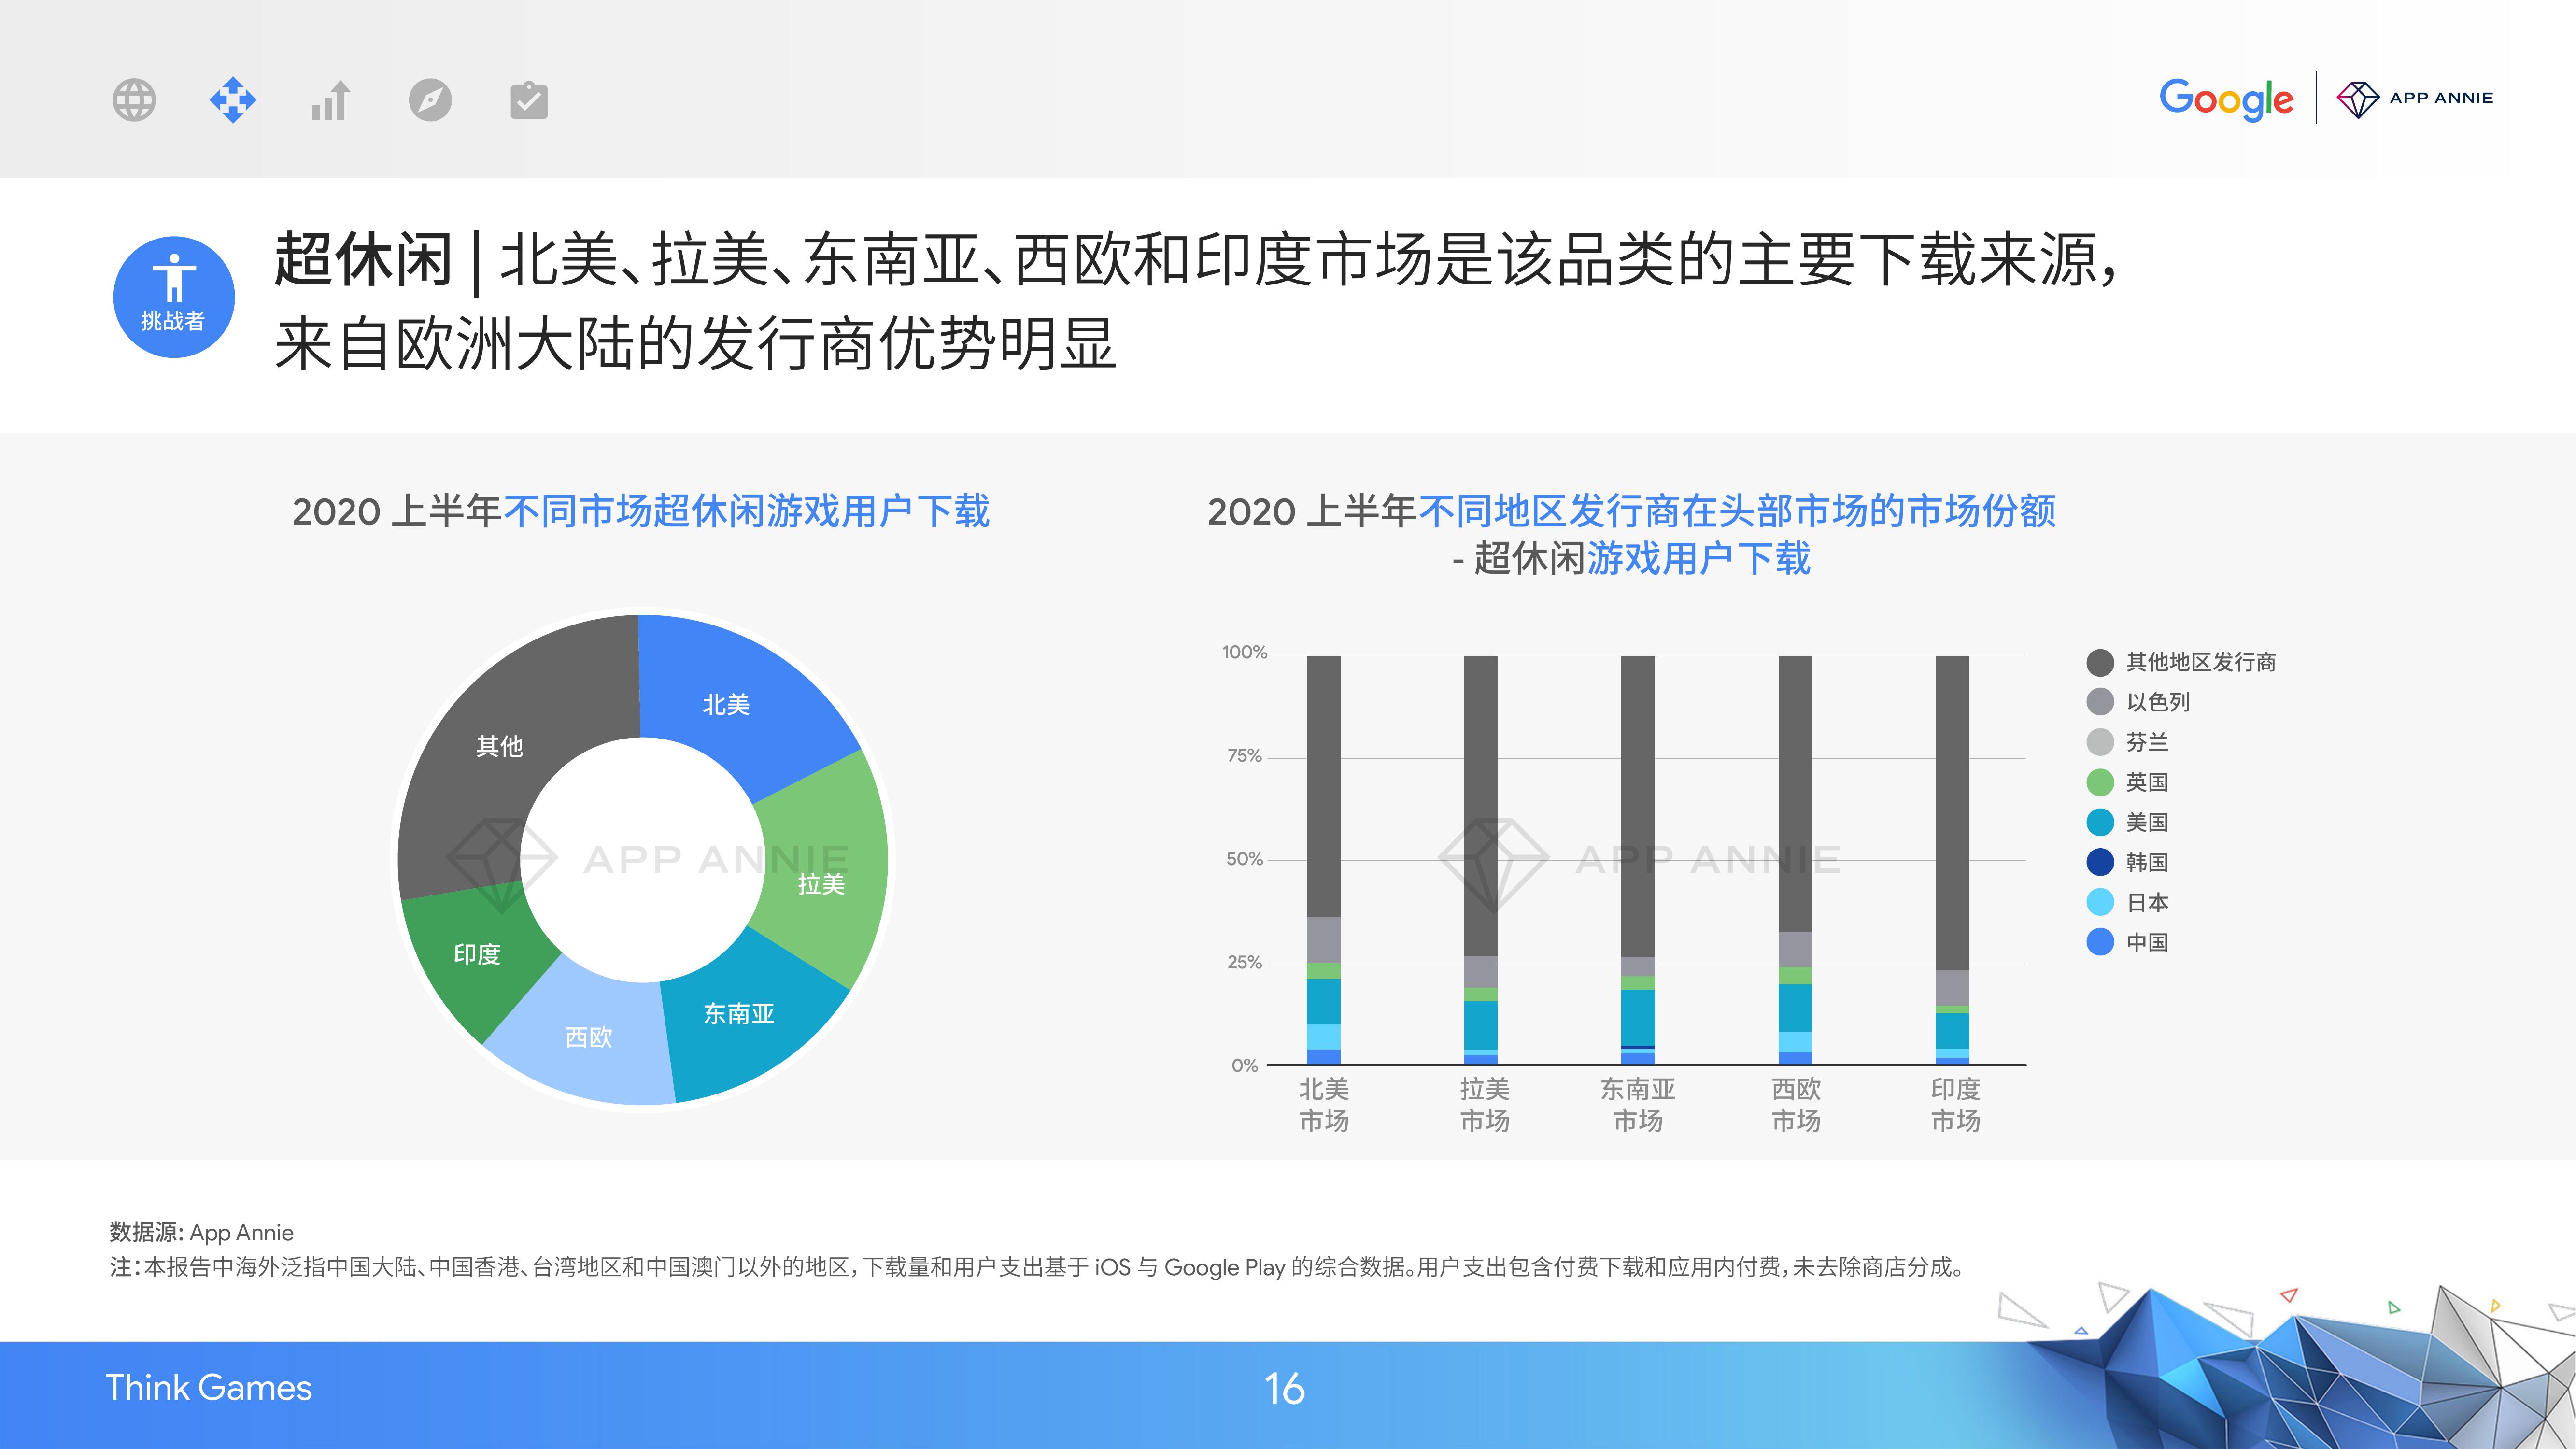 Google | APP ANNIE
挑战者
超休闲 | 北美、拉美、东南亚、西欧和印度市场是该品类的主要下载来源，
来自欧洲大陆的发行商优势明显
2020 上半年不同市场超休闲游戏用户下载
北美
拉美
东南亚
西欧
印度
其他
APP ANNIE
2020 上半年不同地区发行商在头部市场的市场份额
- 超休闲游戏用户下载
100%
75%
50%
25%
0%
APP ANNIE
北美
市场
拉美
市场
东南亚
市场
西欧
市场
印度
市场
其他地区发行商
以色列
芬兰
英国
美国
韩国
日本
中国
数据源: App Annie
注：本报告中海外泛指中国大陆、中国香港、台湾地区和中国澳门以外的地区，下载量和用户支出基于 iOS 与 Google Play 的综合数据。用户支出包含付费下载和应用内付费，未去除商店分成。
Think Games
16